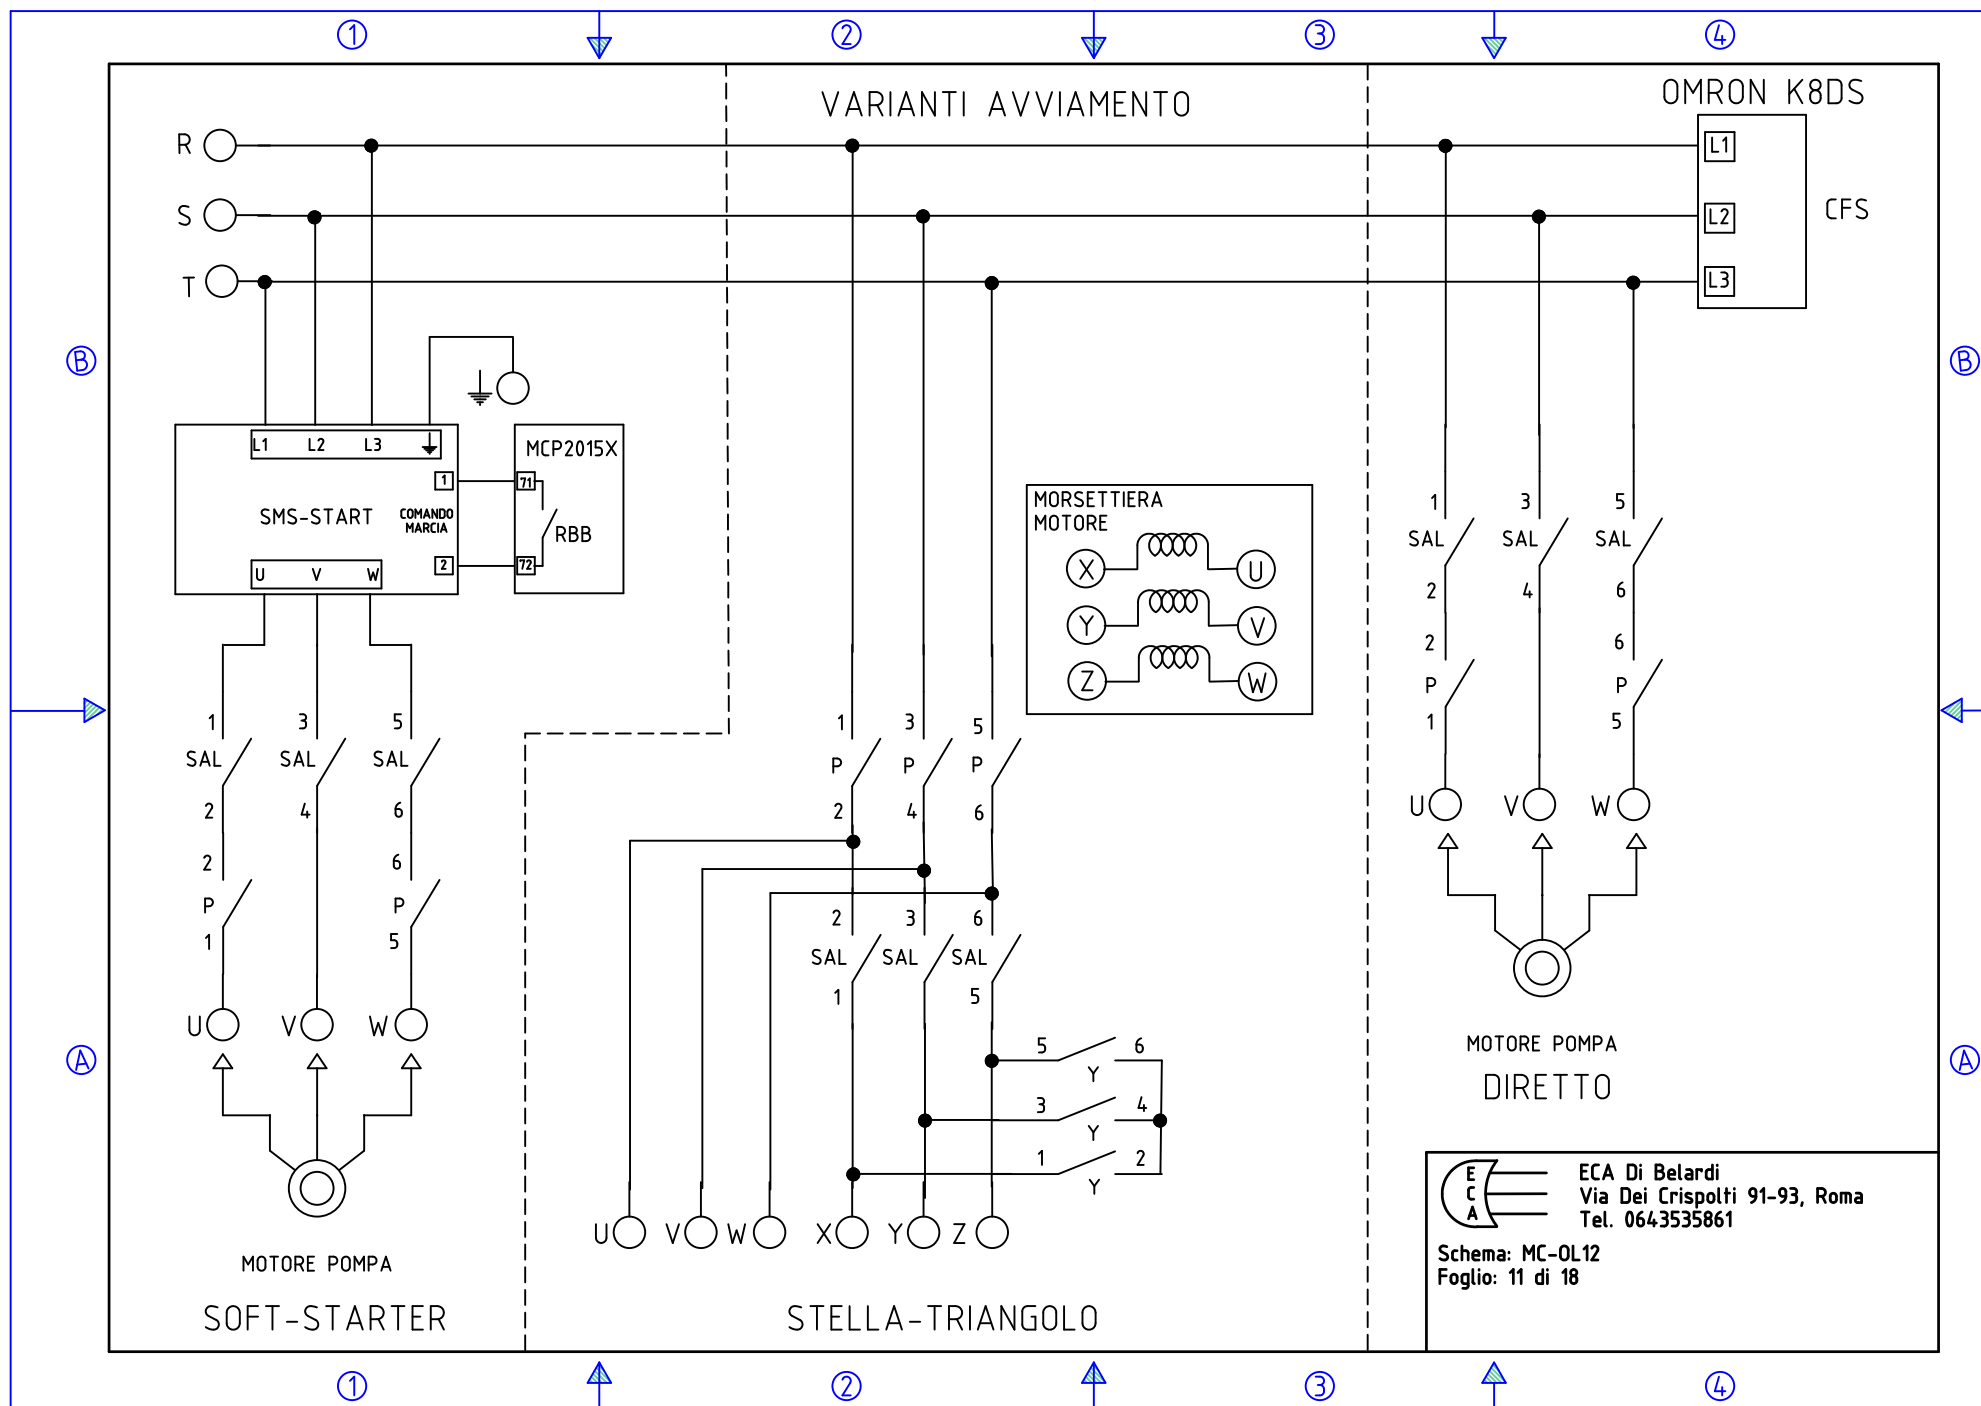 1 2 3 4
VARIANTI AVVIAMENTO
OMRON K8DS
R
L1
S
L2
CFS
T
L3
B B
L1 L2 L3
MCP2015X
1 71
SMS-START
COMANDO
MARCIA
RBB
2 72
U V W
MORSETTIERA
MOTORE
X U
Y V
Z W
1 3 5
SAL SAL SAL
2 4 6
2 6
P P
1 5
U V W
MOTORE POMPA
DIRETTO
1 3 5
SAL SAL SAL
2 4 6
2 6
P P
1 5
U V W
MOTORE POMPA
SOFT-STARTER
1 3 5
P P P
2 4 6
2 3 6
SAL SAL SAL
1 5
5 6
Y
3 4
Y
1 2
Y
U V W X Y Z
STELLA-TRIANGOLO
A A
E
C
A
ECA Di Belardi
Via Dei Crispolti 91-93, Roma
Tel. 0643535861
Schema: MC-OL12
Foglio: 11 di 18
1 2 3 4